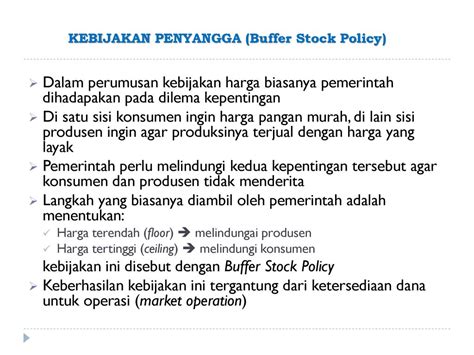 KEBIJAKAN PENYANGGA (Buffer Stock Policy)
Dalam perumusan kebijakan harga biasanya pemerintah
dihadapakan pada dilema kepentingan
Di satu sisi konsumen ingin harga pangan murah, di lain sisi
produsen ingin agar produksinya terjual dengan harga yang
layak
Pemerintah perlu melindungi kedua kepentingan tersebut agar
konsumen dan produsen tidak menderita
Langkah yang biasanya diambil oleh pemerintah adalah
menentukan:
Harga terendah (floor) → melindungai produsen
Harga tertinggi (ceiling) → melindungi konsumen
kebijakan ini disebut dengan Buffer Stock Policy
Keberhasilan kebijakan ini tergantung dari ketersediaan dana
untuk operasi (market operation)